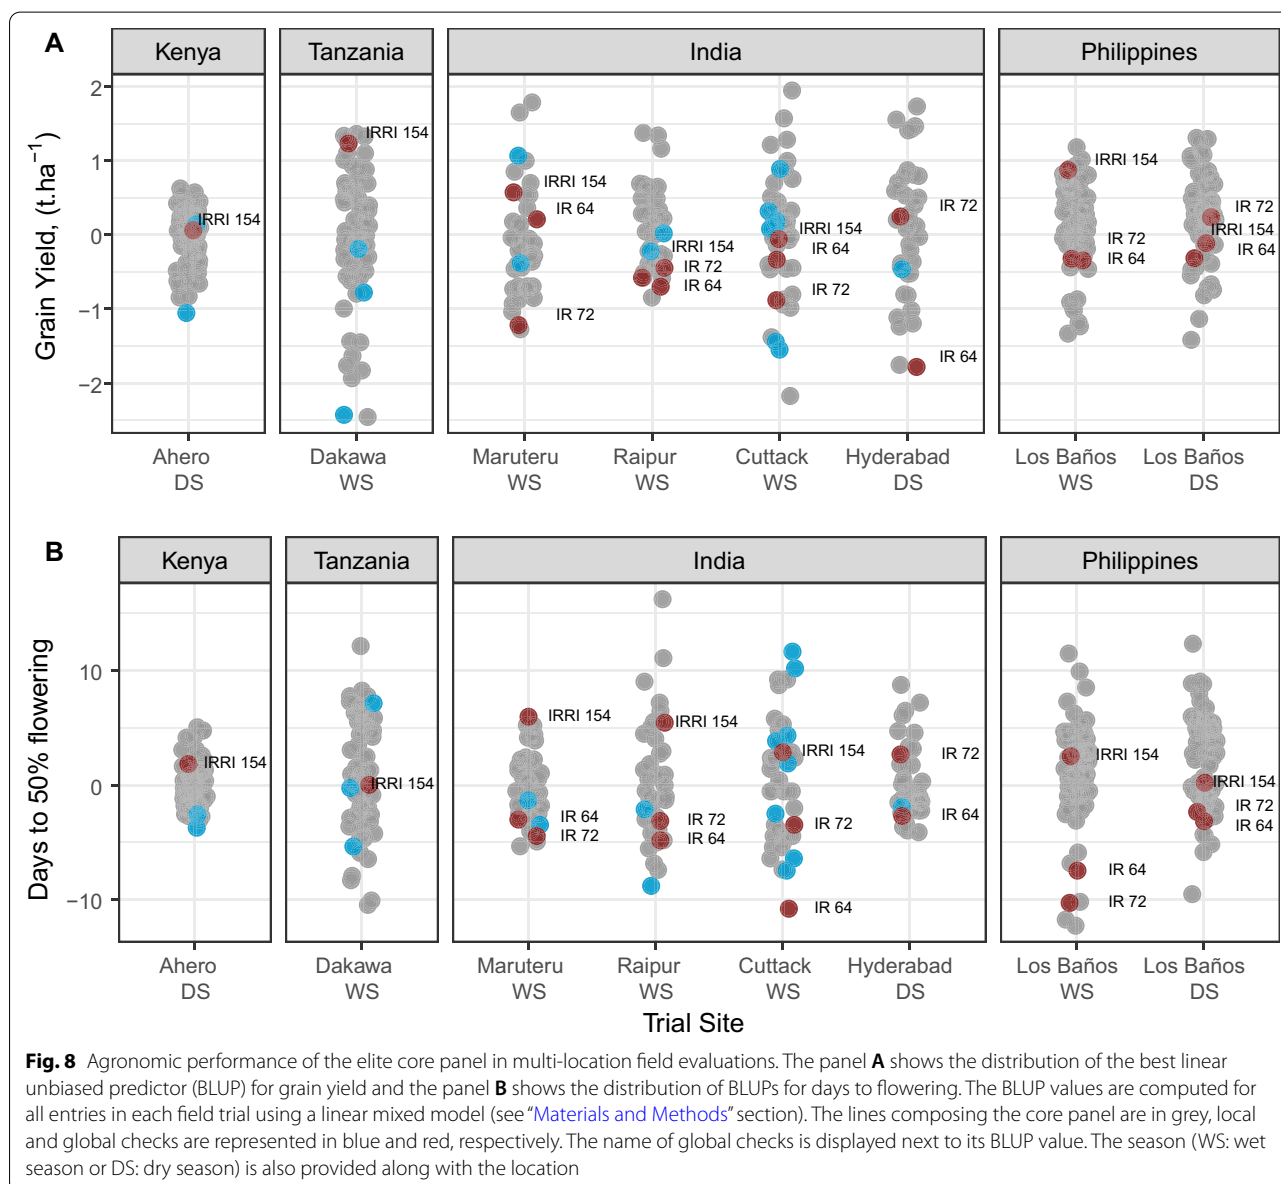 A
Kenya
Tanzania
India
Philippines
Grain Yield, (t.ha−1)
2
1
0
−1
−2
IRRI 154
IRRI 154
IRRI 154
IR 64
IR 72
IRRI 154
IR 72
IR 64
IRRI 154
IR 64
IR 72
IR 72
IR 64
IRRI 154
IR 72
IR 64
IR 72
IRRI 154
IR 64
Ahero
DS
Dakawa
WS
Maruteru
WS
Raipur
WS
Cuttack
WS
Hyderabad
DS
Los Baños
WS
Los Baños
DS
B
Kenya
Tanzania
India
Philippines
Days to 50% flowering
10
0
−10
IRRI 154
IRRI 154
IRRI 154
IR 64
IR 72
IRRI 154
IR 72
IR 64
IRRI 154
IR 72
IR 64
IR 72
IR 64
IRRI 154
IR 64
IR 72
IRRI 154
IR 72
IR 64
Ahero
DS
Dakawa
WS
Maruteru
WS
Raipur
WS
Cuttack
WS
Hyderabad
DS
Los Baños
WS
Los Baños
DS
Trial Site
Fig. 8 Agronomic performance of the elite core panel in multi-location field evaluations. The panel A shows the distribution of the best linear
unbiased predictor (BLUP) for grain yield and the panel B shows the distribution of BLUPs for days to flowering. The BLUP values are computed for
all entries in each field trial using a linear mixed model (see “Materials and Methods” section). The lines composing the core panel are in grey, local
and global checks are represented in blue and red, respectively. The name of global checks is displayed next to its BLUP value. The season (WS: wet
season or DS: dry season) is also provided along with the location